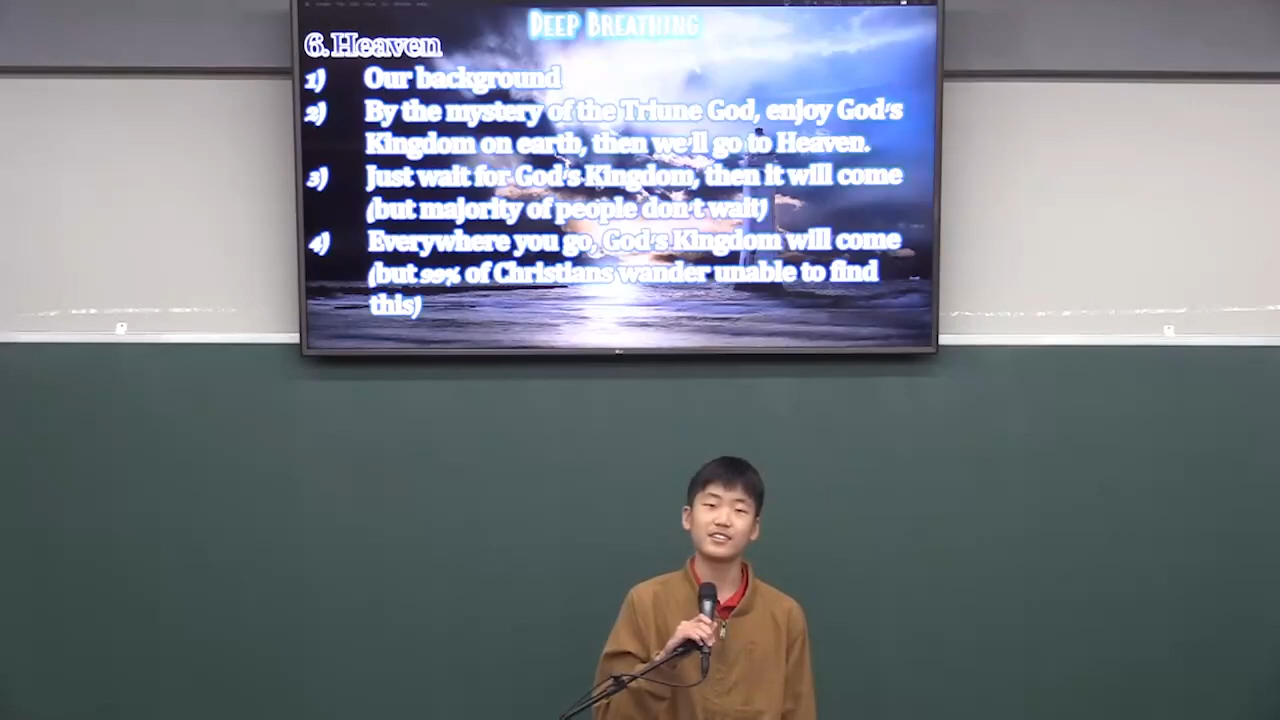 DEEP BREATHING
6. Heaven
1) Our background
2) By the mystery of the Triune God, enjoy God's
Kingdom on earth, then we'll go to Heaven.
3) Just wait for God's Kingdom, then it will come
(but majority of people don't wait)
4) Everywhere you go, God's Kingdom will come
(but 99% of Christians wander unable to find
this)